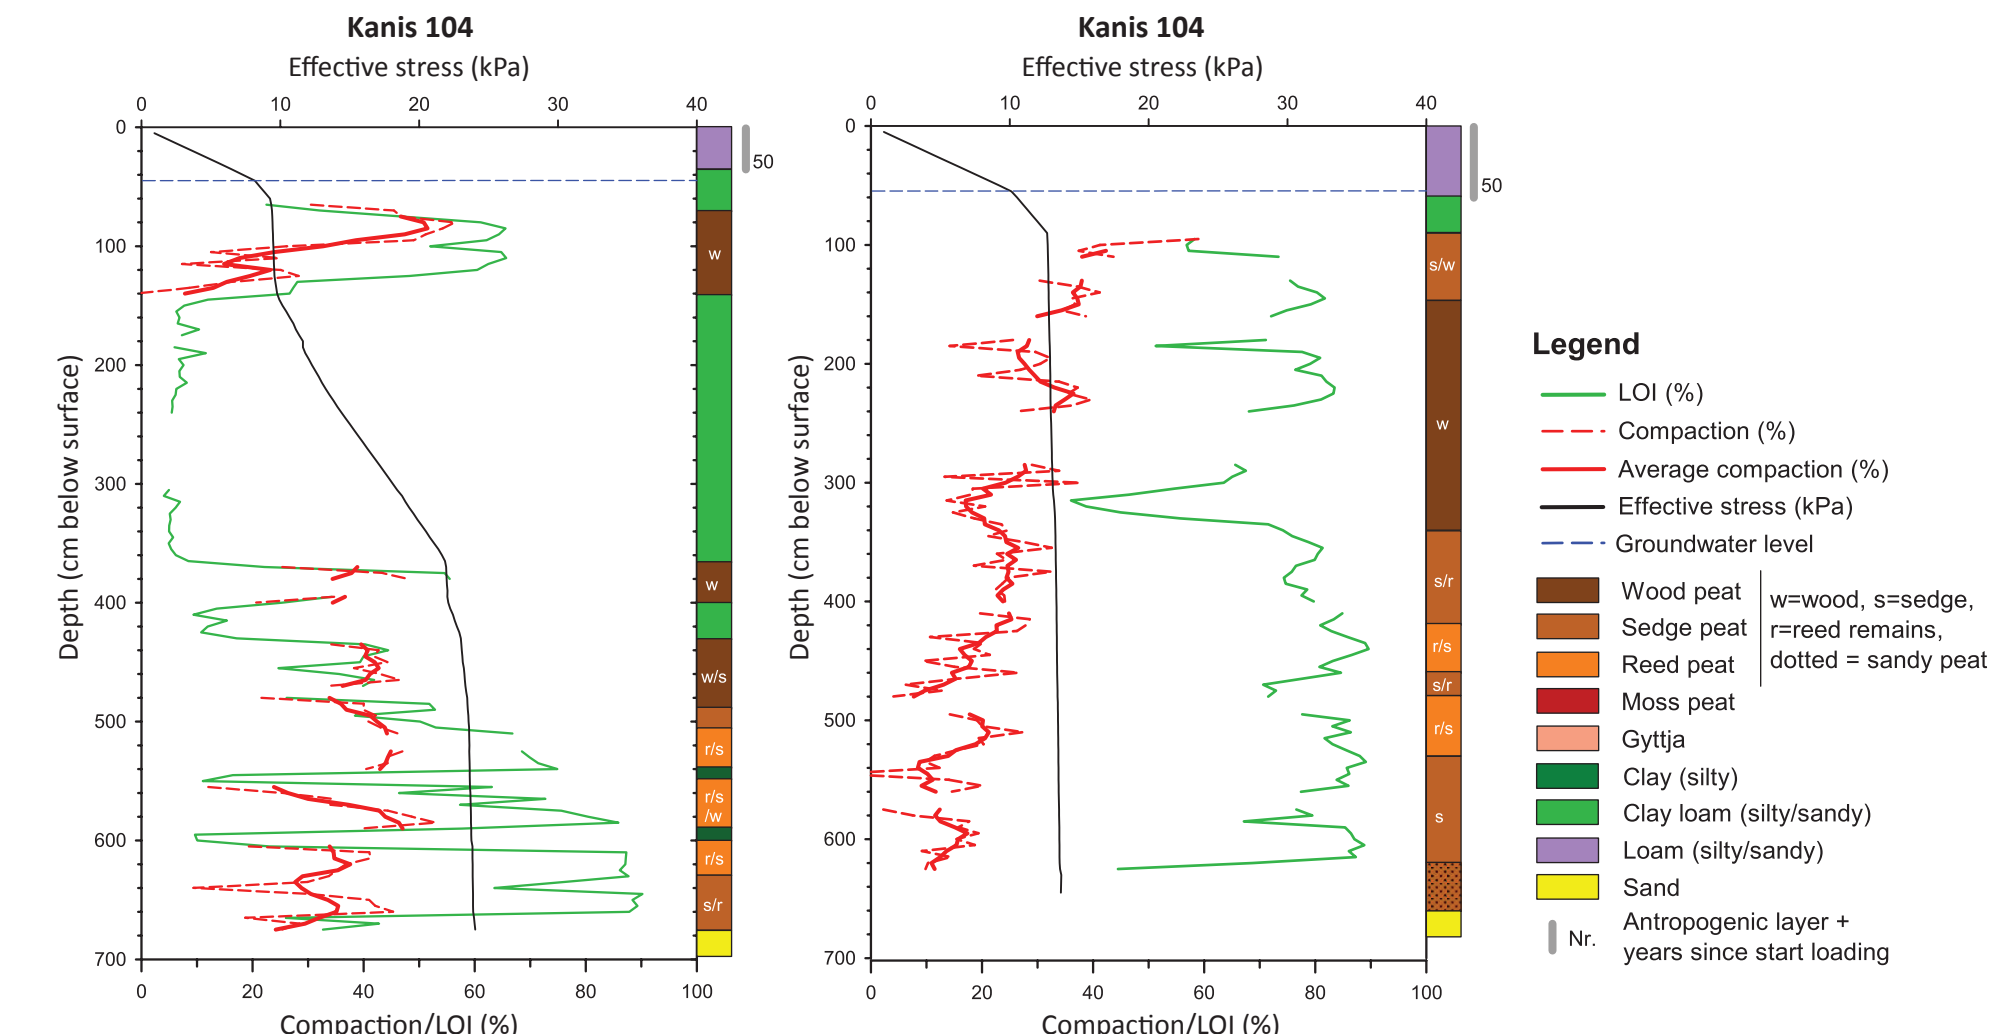 Kanis 104
Effective stress (kPa)
0 10 20 30 40
0
100
200
300
400
500
600
700
Depth (cm below surface)
50
w
w
w/s
r/s
r/s
/w
r/s
s/r
0 20 40 60 80 100
Compaction/LOI (%)
Kanis 104
Effective stress (kPa)
0 10 20 30 40
0
100
200
300
400
500
600
700
Depth (cm below surface)
50
s/w
w
s/r
r/s
s/r
r/s
s
0 20 40 60 80 100
Compaction/LOI (%)
Legend
LOI (%)
Compaction (%)
Average compaction (%)
Effective stress (kPa)
Groundwater level
Wood peat
Sedge peat
Reed peat
w=wood, s=sedge,
r=reed remains,
dotted = sandy peat
Moss peat
Gyttja
Clay (silty)
Clay loam (silty/sandy)
Loam (silty/sandy)
Sand
Nr.
Antropogenic layer +
years since start loading